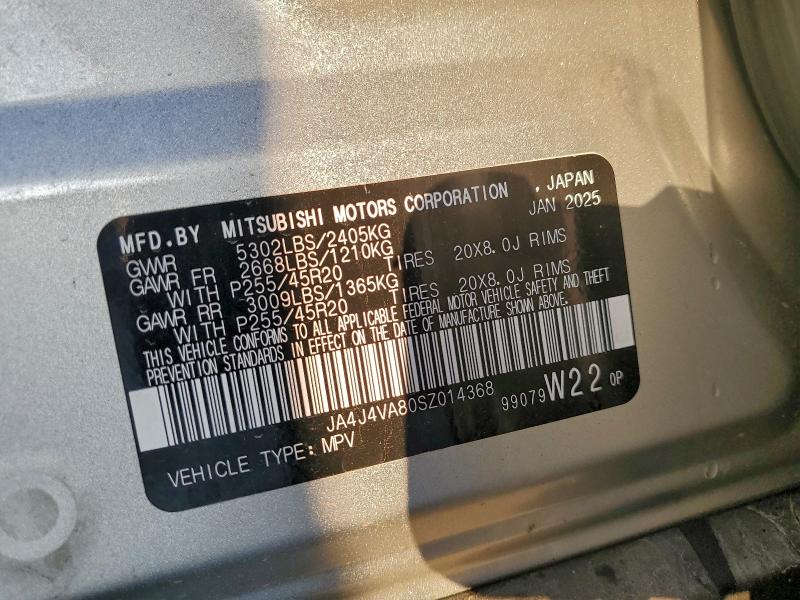 MFD.BY MITSUBISHI MOTORS CORPORATION , JAPAN
GVWR 5302LBS/2405KG JAN 2025
GAWR FR 2668LBS/1210KG
WITH P255/45R20 TIRES 20X8.0J RIMS
GAWR RR 3009LBS/1365KG
WITH P255/45R20 TIRES 20X8.0J RIMS
THIS VEHICLE CONFORMS TO ALL APPLICABLE FEDERAL MOTOR VEHICLE SAFETY AND THEFT
PREVENTION STANDARDS IN EFFECT ON THE DATE OF MANUFACTURE SHOWN ABOVE.
JA4J4VA80SZ014368 99079 W22 0P
VEHICLE TYPE: MPV